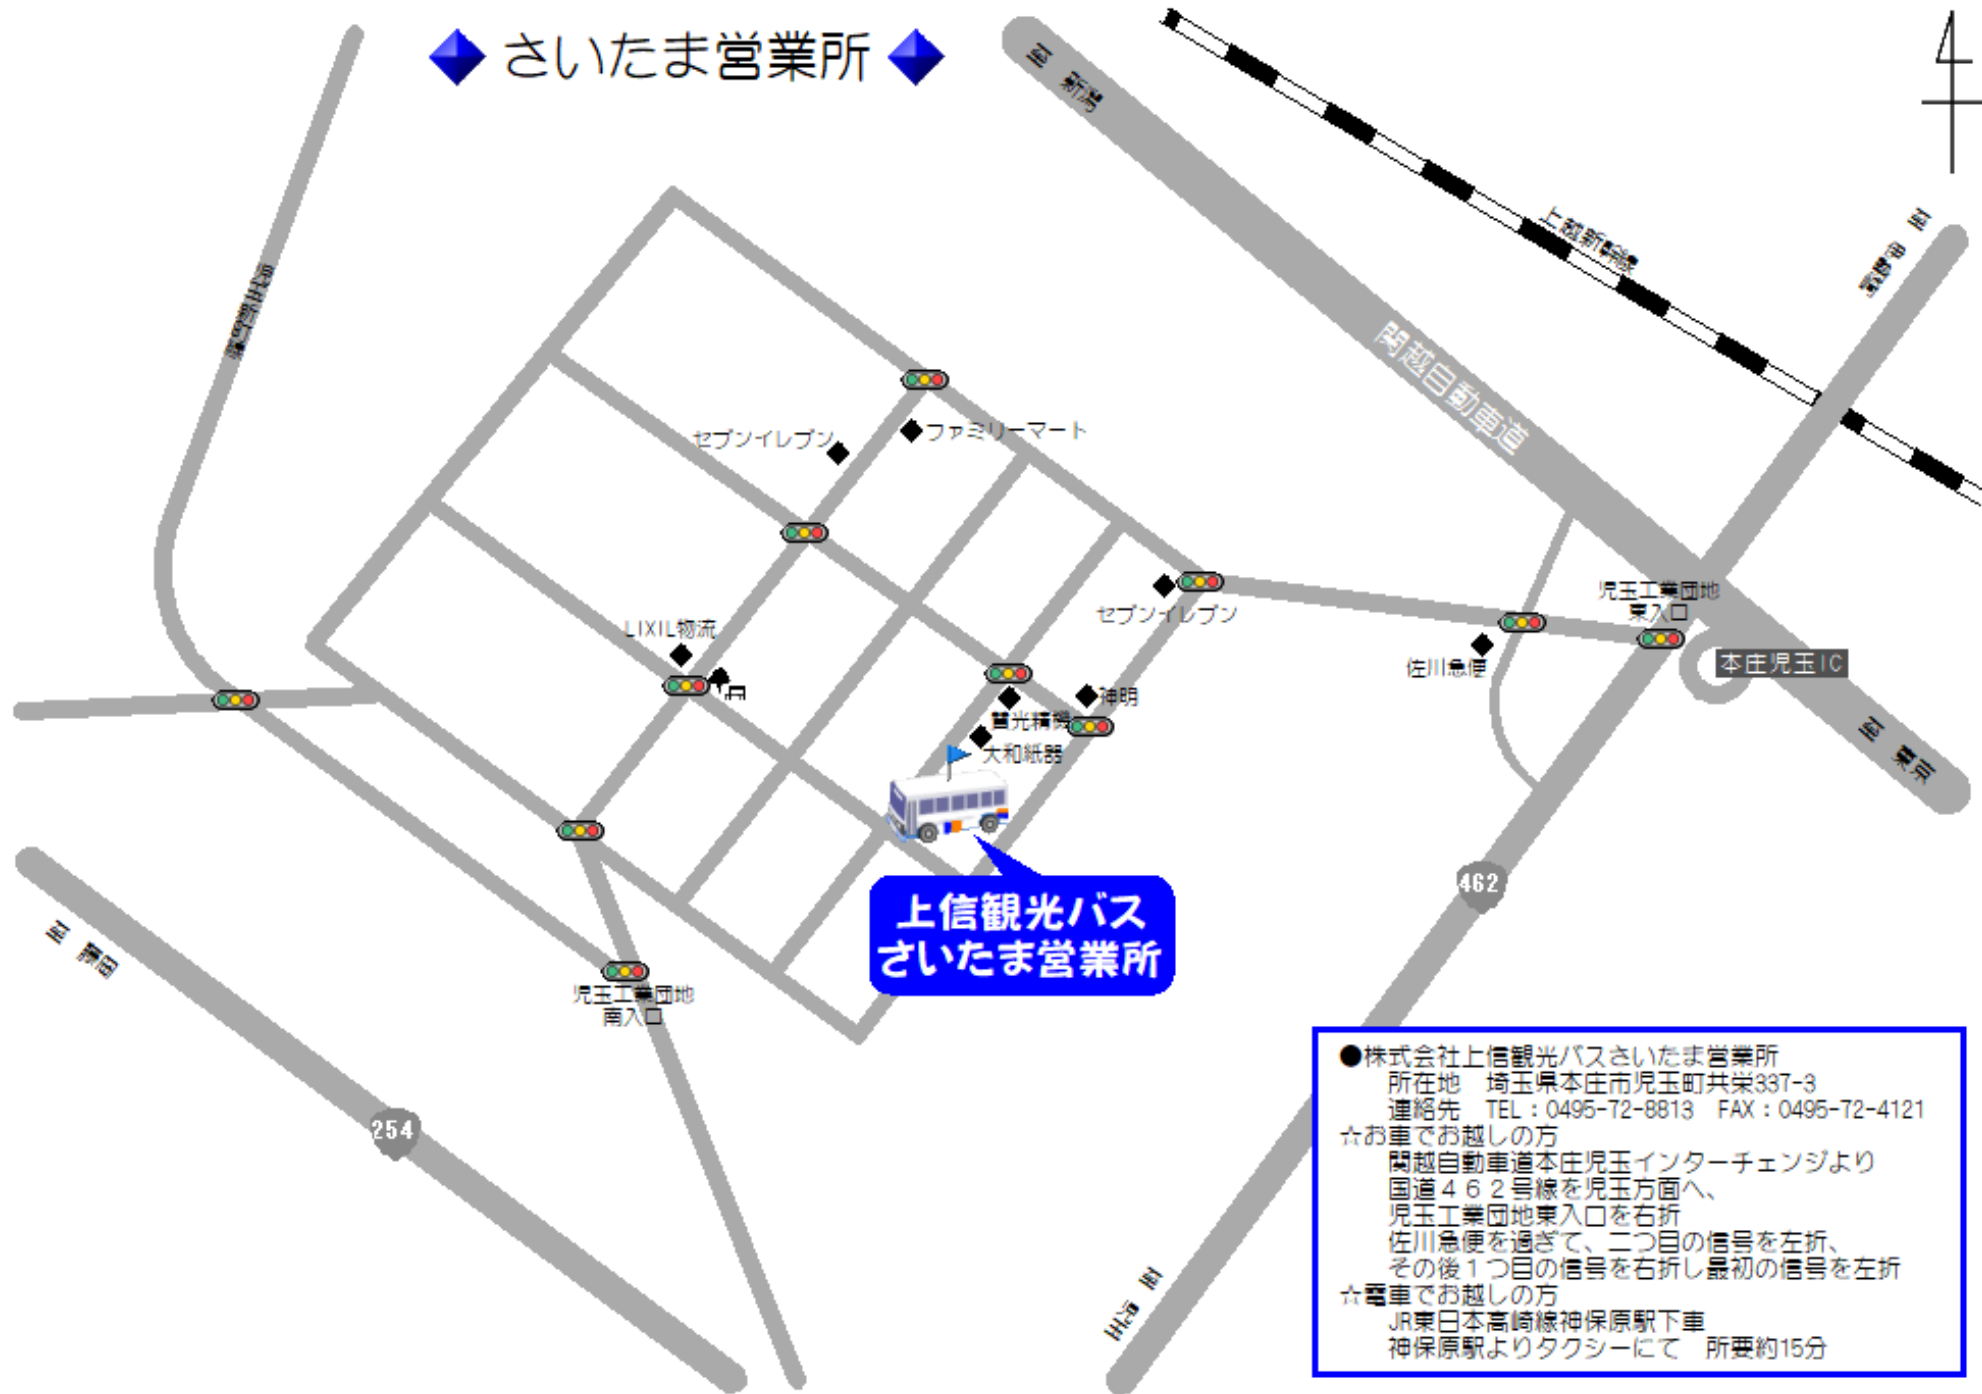 さいたま営業所
至 新潟
上越新幹線
関越自動車道
セブンイレブン
ファミリーマート
セブンイレブン
児玉工業団地
東入口
佐川急便
本庄児玉IC
LIXIL物流
神明
大和紙器
至 東京
上信観光バス
さいたま営業所
462
児玉工業団地
南入口
254
●株式会社上信観光バスさいたま営業所
所在地 埼玉県本庄市児玉町共栄337-3
連絡先 TEL：0495-72-8813 FAX：0495-72-4121
☆お車でお越しの方
関越自動車道本庄児玉インターチェンジより
国道４６２号線を児玉方面へ、
児玉工業団地東入口を右折
佐川急便を過ぎて、二つ目の信号を左折、
その後１つ目の信号を右折し最初の信号を左折
☆電車でお越しの方
JR東日本高崎線神保原駅下車
神保原駅よりタクシーにて 所要約15分